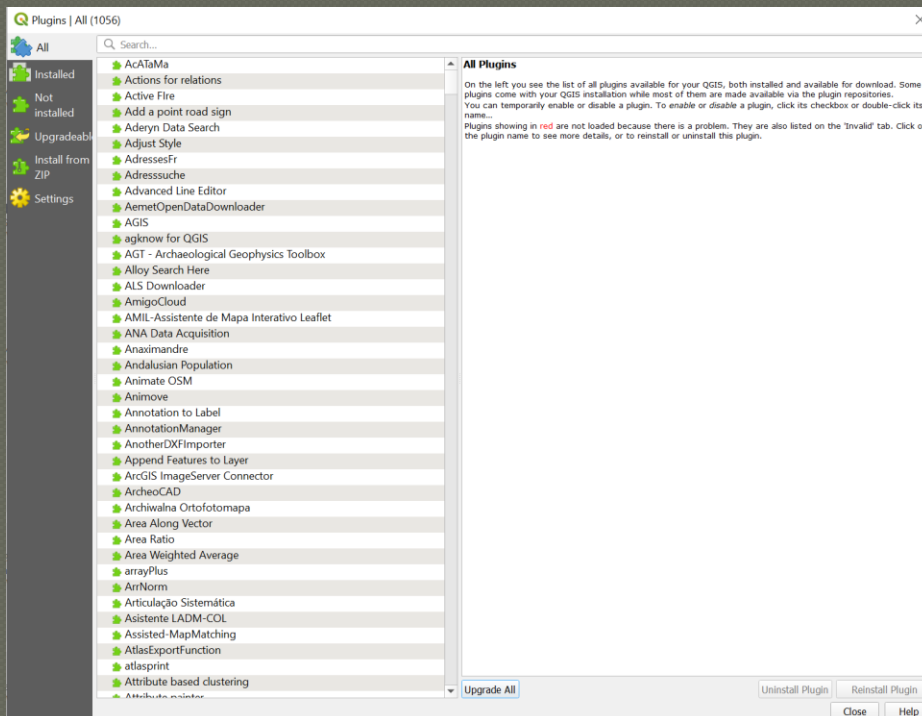 Plugins | All (1056)
All
Search...
Installed
Not
installed
Upgradeabl
Install from
ZIP
Settings
AcATaMa
Actions for relations
Active FIre
Add a point road sign
Aderyn Data Search
Adjust Style
AdressesFr
Adresssuche
Advanced Line Editor
AemetOpenDataDownloader
AGIS
agknow for QGIS
AGT - Archaeological Geophysics Toolbox
Alloy Search Here
ALS Downloader
AmigoCloud
AMIL-Assistente de Mapa Interativo Leaflet
ANA Data Acquisition
Anaximandre
Andalusian Population
Animate OSM
Animove
Annotation to Label
AnnotationManager
AnotherDXFImporter
Append Features to Layer
ArcGIS ImageServer Connector
ArcheoCAD
Archiwalna Ortofotomapa
Area Along Vector
Area Ratio
Area Weighted Average
arrayPlus
ArrNorm
Articulação Sistemática
Asistente LADM-COL
Assisted-MapMatching
AtlasExportFunction
atlasprint
Attribute based clustering
Attribute painter
All Plugins
On the left you see the list of all plugins available for your QGIS, both installed and available for download. Some
plugins come with your QGIS installation while most of them are made available via the plugin repositories.
You can temporarily enable or disable a plugin. To enable or disable a plugin, click its checkbox or double-click its
name...
Plugins showing in red are not loaded because there is a problem. They are also listed on the 'Invalid' tab. Click o
the plugin name to see more details, or to reinstall or uninstall this plugin.
Upgrade All
Uninstall Plugin
Reinstall Plugin
Close
Help